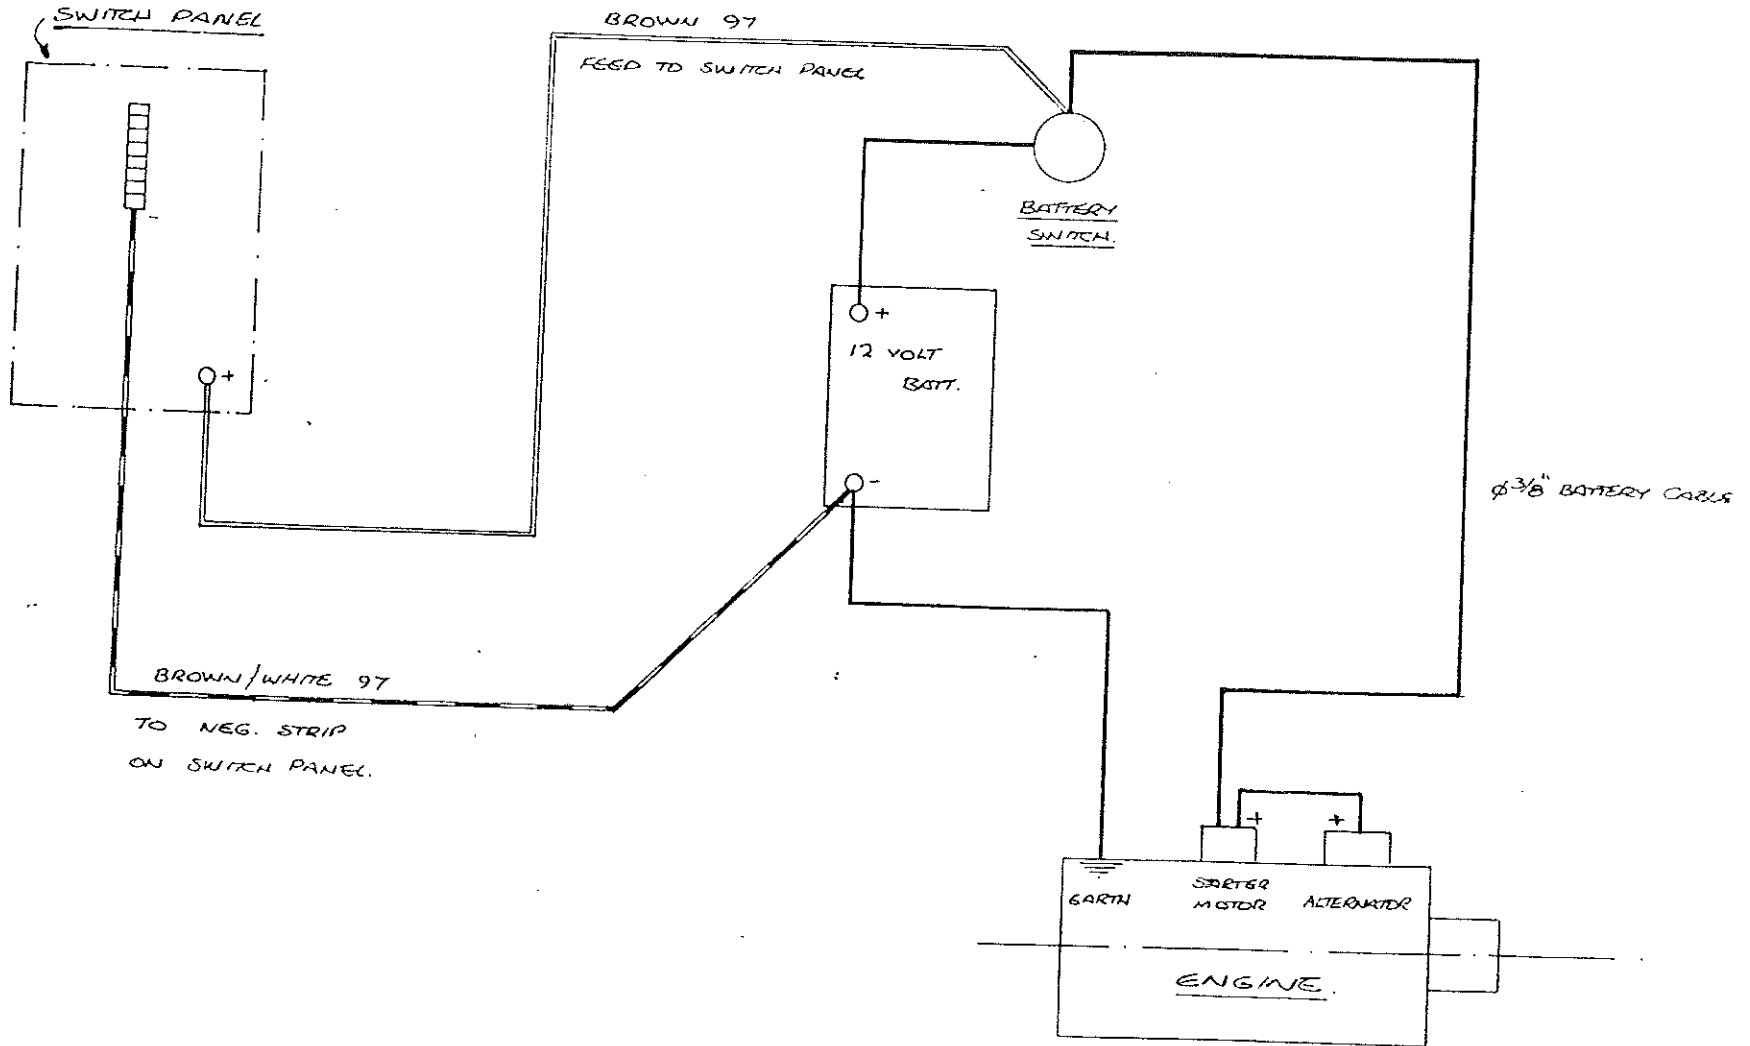 SWITCH PANEL
BROWN 97
FEED TO SWITCH PANEL
BATTERY
SWITCH.
+
12 VOLT
BATT.
-
+
φ 3/8" BATTERY CABLE
BROWN/WHITE 97
TO NEG. STRIP
ON SWITCH PANEL.
+ +
EARTH
STARTER
MOTOR
ALTERNATOR
ENGINE.